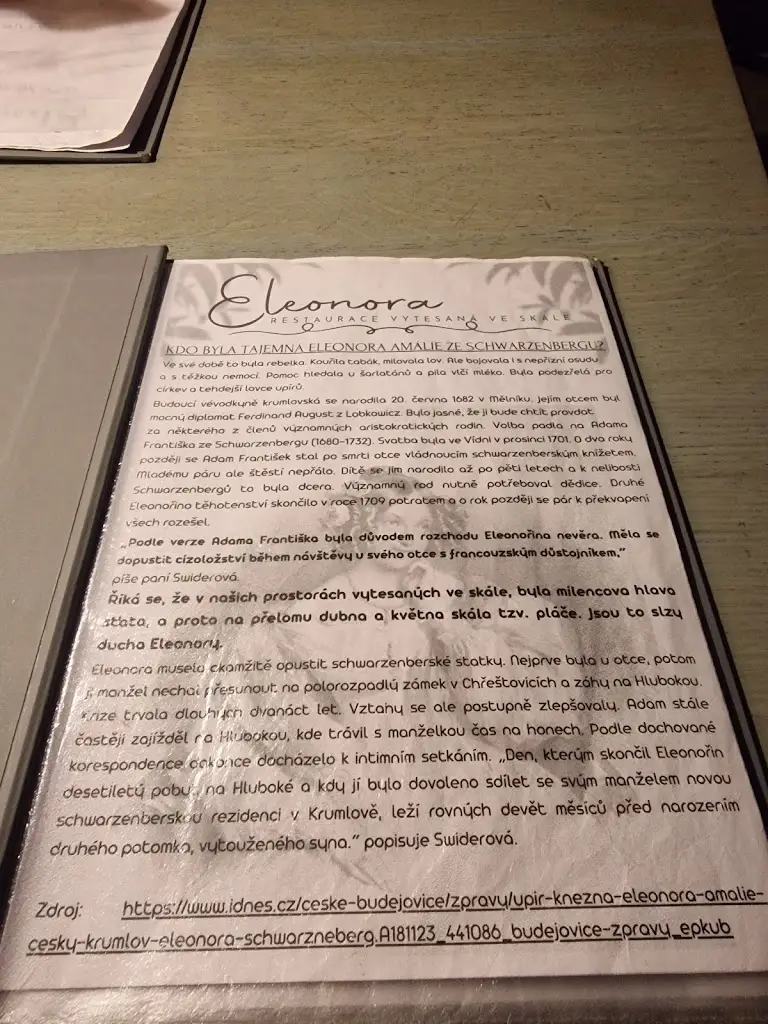 Eleonora
RESTAURACE VYTESANÁ VE SKÁLE
KDO BYLA TAJEMNÁ ELEONORA AMÁLIE ZE SCHWARZENBERGU?
Ve své době to byla rebelka. Kouřila tabák, milovala lov. Ale bojovala i s nepřízní osudu
a s těžkou nemocí. Pomoc hledala u šarlatánů a pila vlčí mléko. Byla podezřelá pro
církev a tehdejší lovce upírů.
Budoucí vévodkyně krumlovská se narodila 20. června 1682 v Mělníku. Jejím otcem byl
mocný diplomat Ferdinand August z Lobkowicz. Bylo jasné, že ji bude chtít provdat
za některého z členů významných aristokratických rodin. Volba padla na Adama
Františka ze Schwarzenbergu (1680-1732). Svatba byla ve Vídni v prosinci 1701. O dva roky
později se Adam František stal po smrti otce vládnoucím schwarzenberským knížetem.
Mladému páru ale štěstí nepřálo. Dítě se jim narodilo až po pěti letech a k nelibosti
Schwarzenbergů to byla dcera. Významný rod nutně potřeboval dědice. Druhé
Eleonořino těhotenství skončilo v roce 1709 potratem a o rok později se pár k překvapení
všech rozešel.
„Podle verze Adama Františka byla důvodem rozchodu Eleonořina nevěra. Měla se
dopustit cizoložství během návštěvy u svého otce s francouzským důstojníkem,"
píše paní Swiderová.
Říká se, že v našich prostorách vytesaných ve skále, byla milencova hlava
sťata, a proto na přelomu dubna a května skála tzv. pláče. Jsou to slzy
ducha Eleonory.
Eleonora musela okamžitě opustit schwarzenberské statky. Nejprve byla u otce, potom
ji manžel nechal přesunout na polorozpadlý zámek v Chřešťovicích a záhy na Hlubokou.
Krize trvala dlouhých dvanáct let. Vztahy se ale postupně zlepšovaly. Adam stále
častěji zajížděl na Hlubokou, kde trávil s manželkou čas na honech. Podle dochované
korespondence dokonce docházelo k intimním setkáním. „Den, kterým skončil Eleonořin
desetiletý pobyt na Hluboké a kdy jí bylo dovoleno sdílet se svým manželem novou
schwarzenberskou rezidenci v Krumlově, leží rovných devět měsíců před narozením
druhého potomka, vytouženého syna." popisuje Swiderová.
Zdroj: https://www.idnes.cz/ceske-budejovice/zpravy/upir-knezna-eleonora-amalie-
cesky-krumlov-eleonora-schwarzneberg.A181123_441086_budejovice-zpravy_epkub